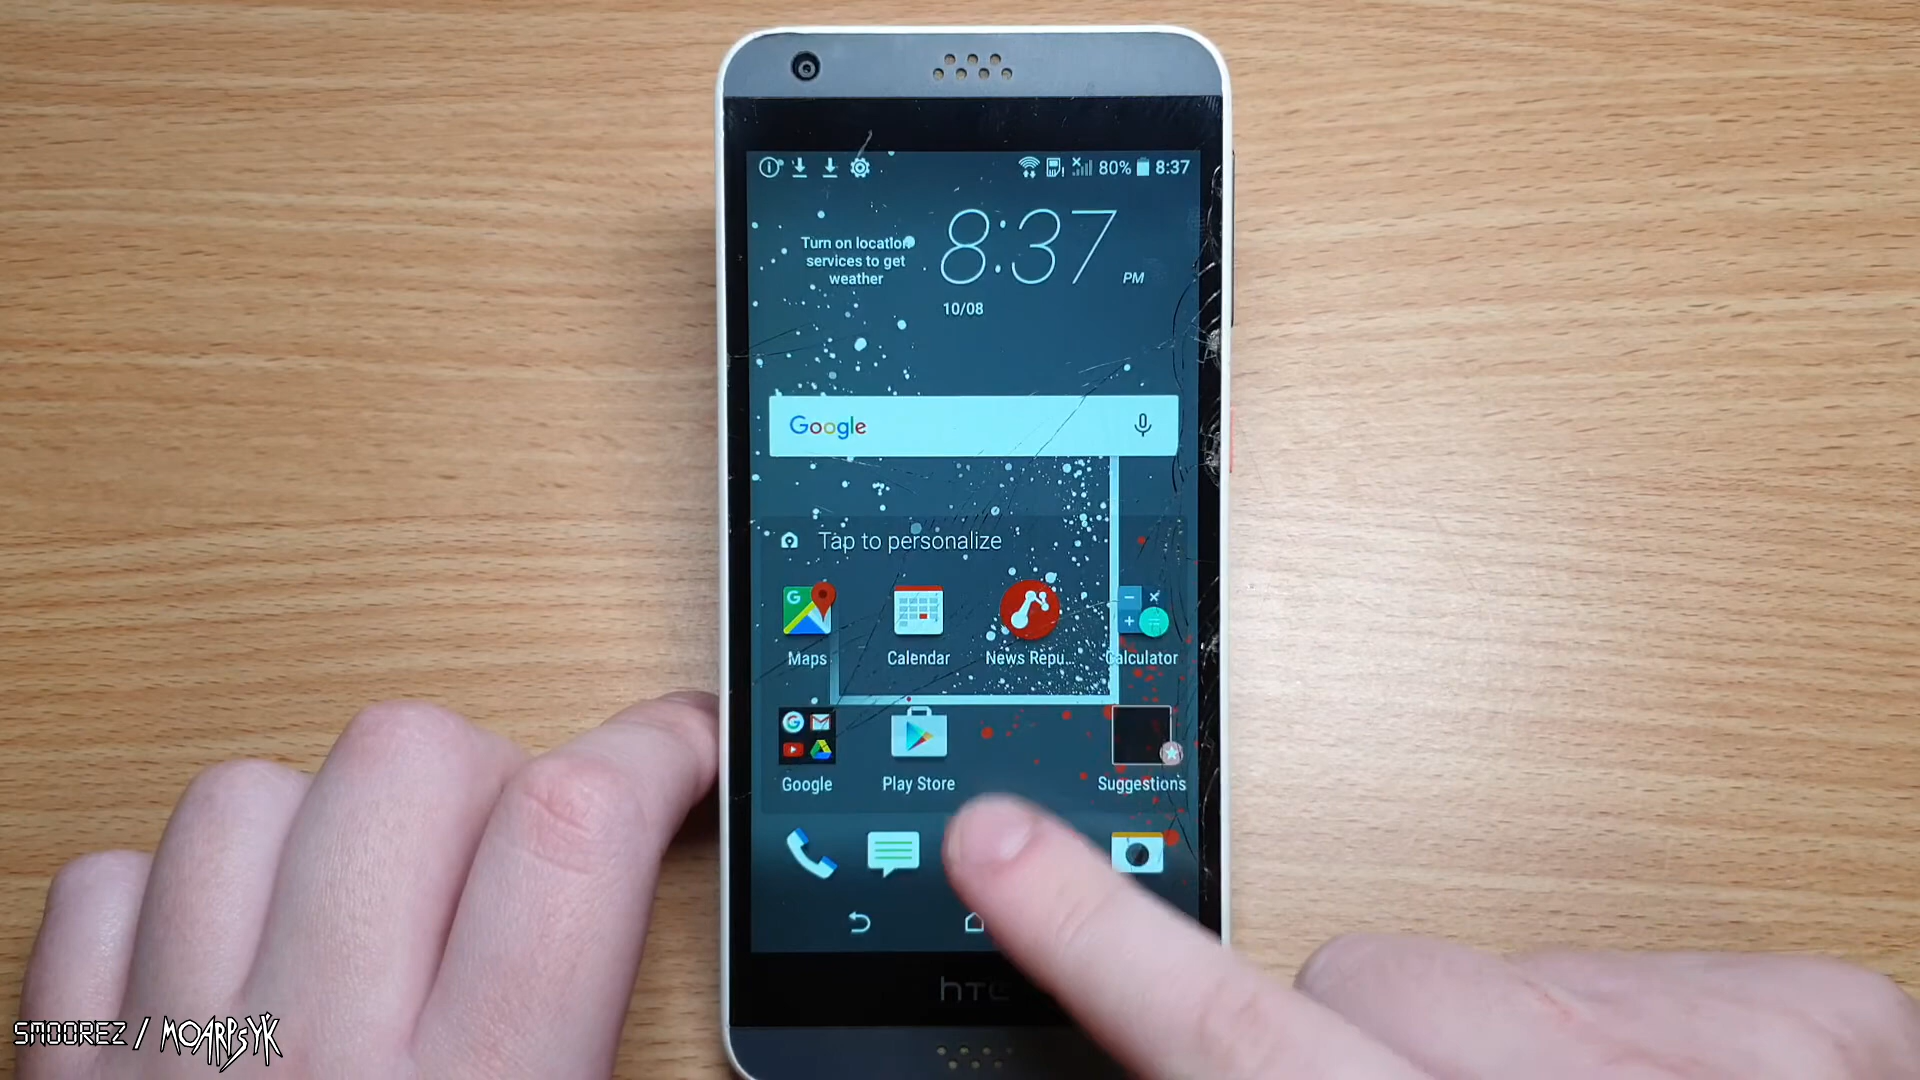 80% 8:37
Turn on location
services to get
weather
8:37 PM
10/08
Google
Tap to personalize
Maps Calendar News Repu... Calculator
Google Play Store Suggestions
hTC
SMOOREZ / MOARPSYK